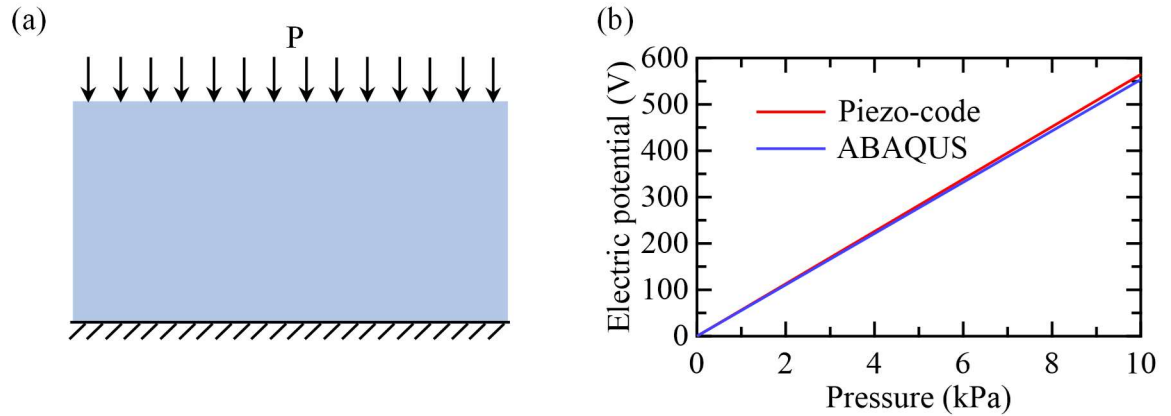 (a)
P
(b)
600
500
400
300
200
100
0
Electric potential (V)
Piezo-code
ABAQUS
0 2 4 6 8 10
Pressure (kPa)